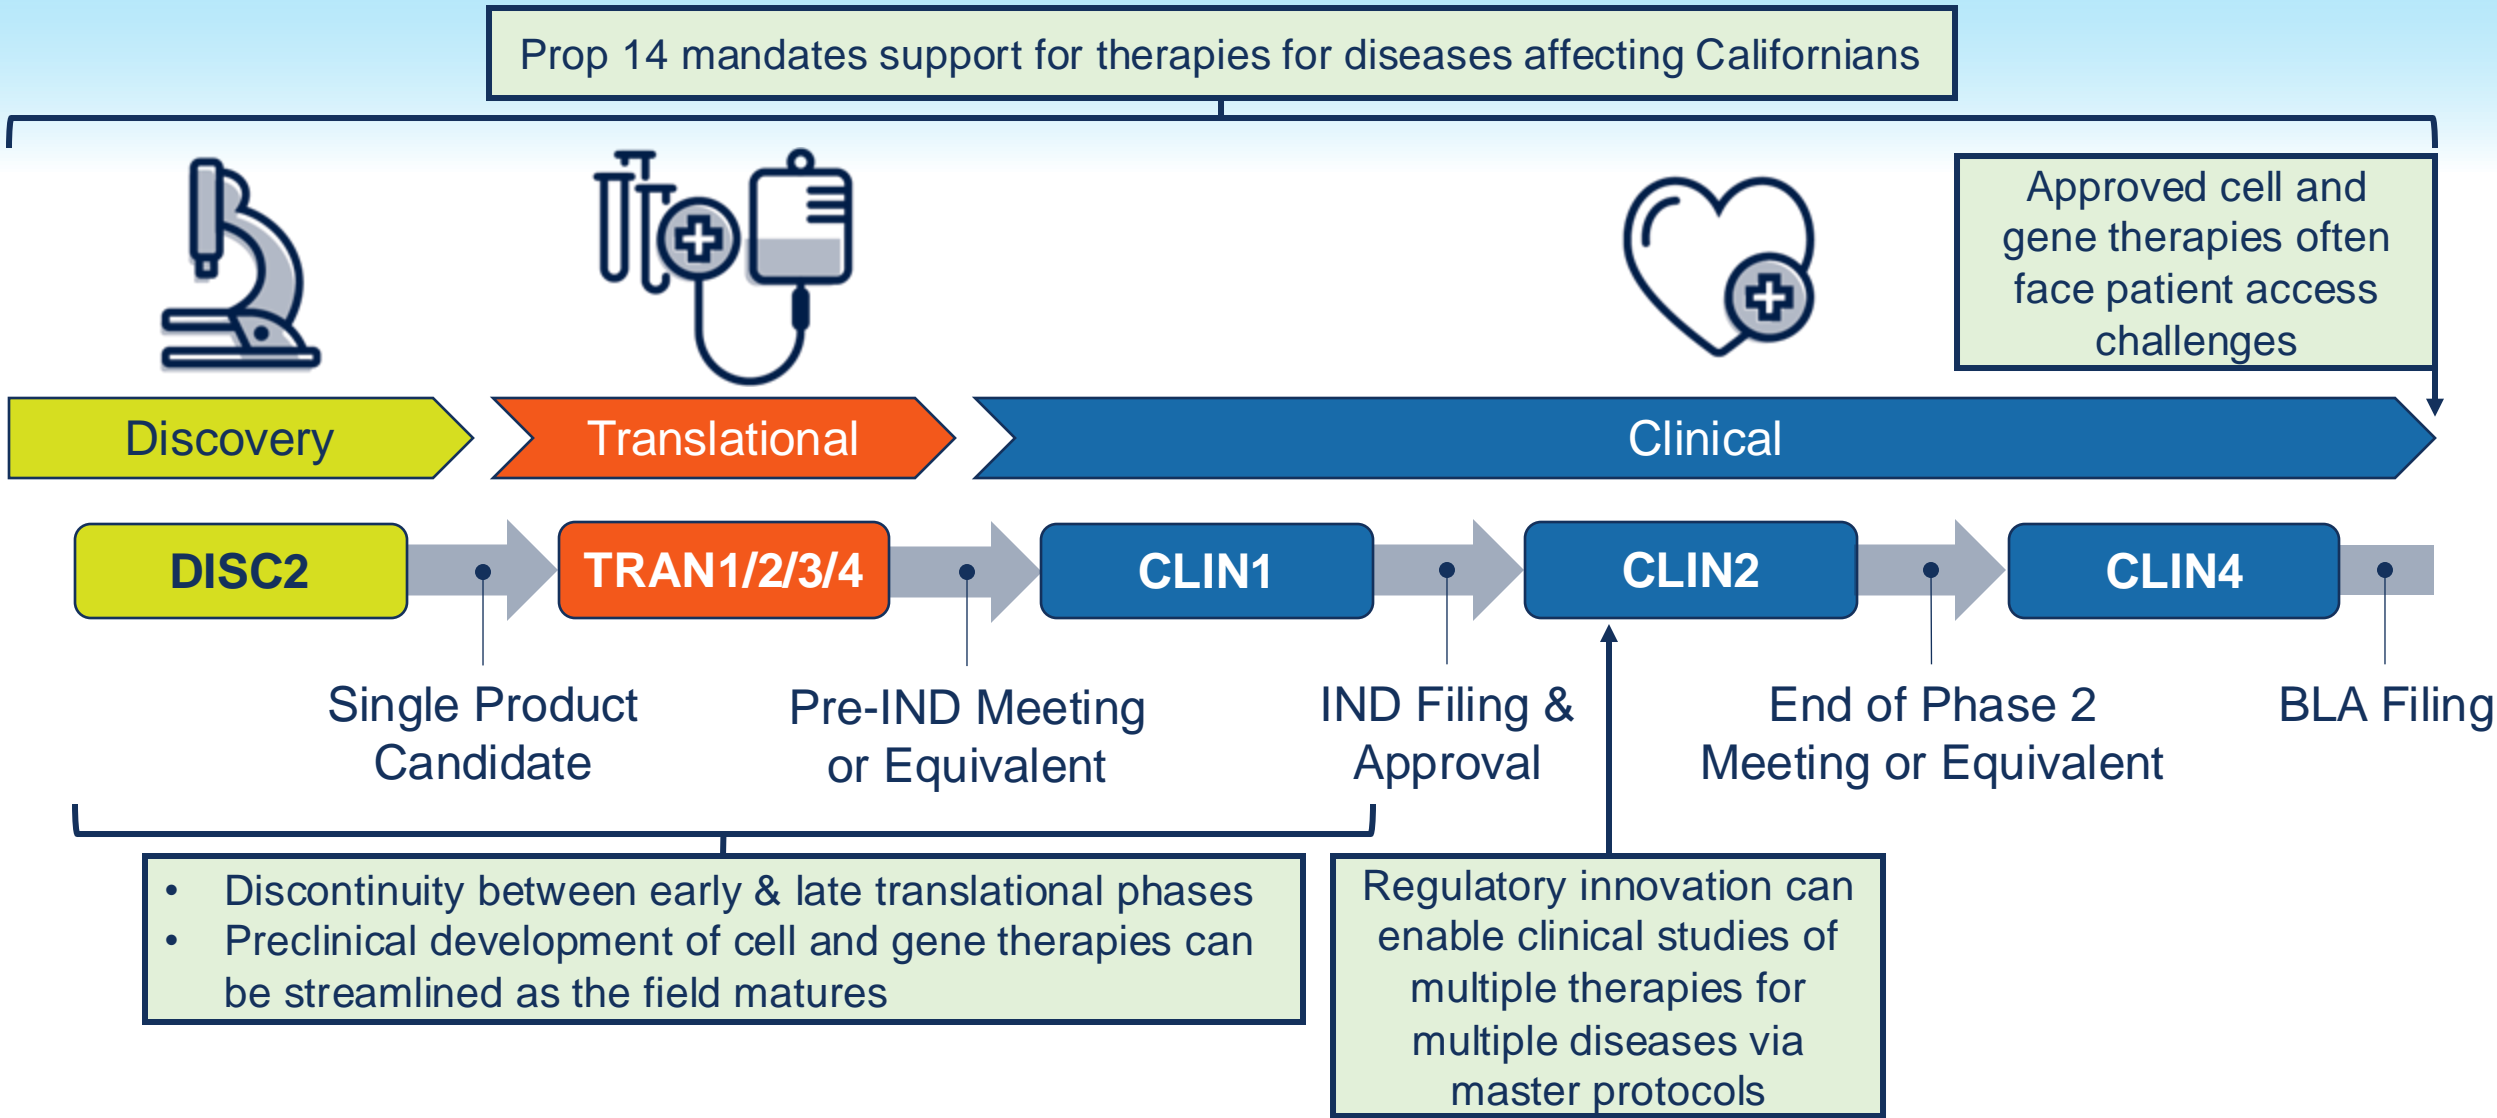 Prop 14 mandates support for therapies for diseases affecting Californians
Approved cell and
gene therapies often
face patient access
challenges
Discovery
Translational
Clinical
DISC2
TRAN1/2/3/4
CLIN1
CLIN2
CLIN4
Single Product
Candidate
Pre-IND Meeting
or Equivalent
IND Filing &
Approval
End of Phase 2
Meeting or Equivalent
BLA Filing
• Discontinuity between early & late translational phases
• Preclinical development of cell and gene therapies can
be streamlined as the field matures
Regulatory innovation can
enable clinical studies of
multiple therapies for
multiple diseases via
master protocols